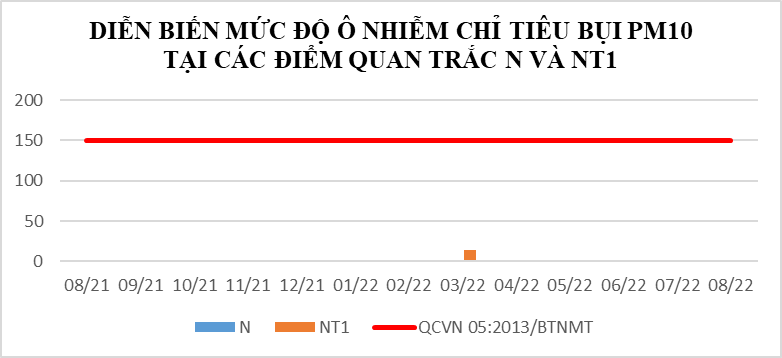 DIỄN BIẾN MỨC ĐỘ Ô NHIỄM CHỈ TIÊU BỤI PM10
TẠI CÁC ĐIỂM QUAN TRẮC N VÀ NT1
200
150
100
50
0
08/21 09/21 10/21 11/21 12/21 01/22 02/22 03/22 04/22 05/22 06/22 07/22 08/22
N NT1 QCVN 05:2013/BTNMT